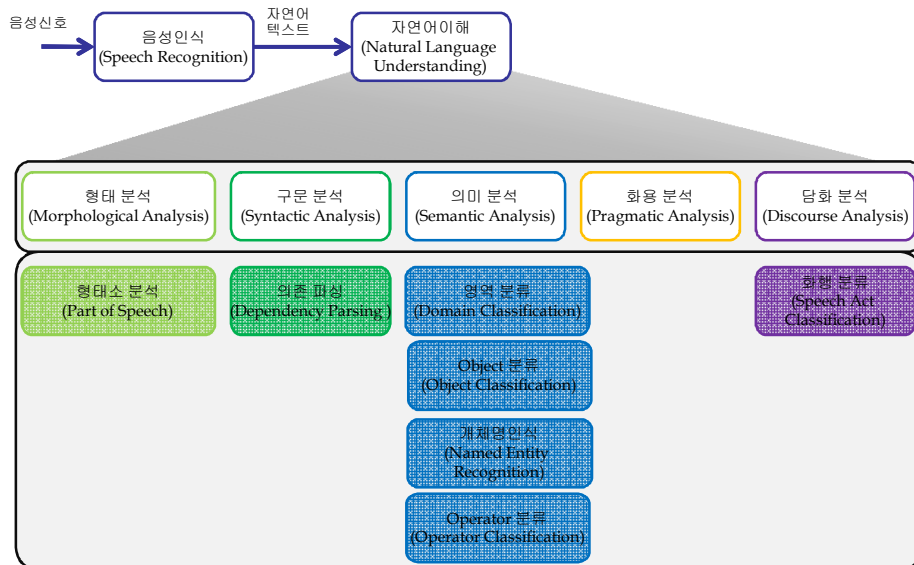 음성신호
음성인식
(Speech Recognition)
자연어
텍스트
자연어이해
(Natural Language
Understanding)
형태 분석
(Morphological Analysis)
구문 분석
(Syntactic Analysis)
의미 분석
(Semantic Analysis)
화용 분석
(Pragmatic Analysis)
담화 분석
(Discourse Analysis)
형태소 분석
(Part of Speech)
의존 파싱
(Dependency Parsing )
영역 분류
(Domain Classification)
Object 분류
(Object Classification)
개체명인식
(Named Entity
Recognition)
Operator 분류
(Operator Classification)
화행 분류
(Speech Act
Classification)